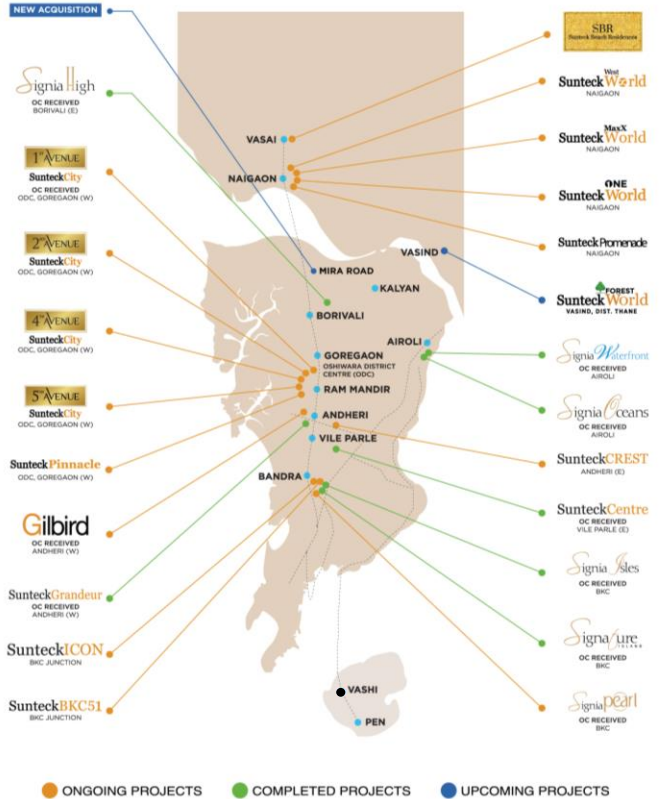 NEW ACQUISITION
Signia High
OC RECEIVED
BORIVALI (E)
1st AVENUE
SunteckCity
OC RECEIVED
ODC, GOREGAON (W)
2nd AVENUE
SunteckCity
ODC, GOREGAON (W)
4th AVENUE
SunteckCity
ODC, GOREGAON (W)
5th AVENUE
SunteckCity
ODC, GOREGAON (W)
SunteckPinnacle
ODC, GOREGAON (W)
Gilbird
OC RECEIVED
ANDHERI (W)
SunteckGrandeur
OC RECEIVED
ANDHERI (W)
SunteckICON
BKC JUNCTION
SunteckBKC51
BKC JUNCTION
VASAI
NAIGAON
VASIND
MIRA ROAD
KALYAN
BORIVALI
AIROLI
GOREGAON
OSHIWARA DISTRICT
CENTRE (ODC)
RAM MANDIR
ANDHERI
VILE PARLE
BANDRA
VASHI
PEN
SBR
Sunteck Beach Residences
West
Sunteck World
NAIGAON
MaxX
Sunteck World
NAIGAON
ONE
Sunteck World
NAIGAON
Sunteck Promenade
NAIGAON
FOREST
Sunteck World
VASIND, DIST. THANE
Signia Waterfront
OC RECEIVED
AIROLI
Signia Oceans
OC RECEIVED
AIROLI
SunteckCREST
ANDHERI (E)
SunteckCentre
OC RECEIVED
VILE PARLE (E)
Signia Isles
OC RECEIVED
BKC
Signature
ISLAND
OC RECEIVED
BKC
Signia pearl
OC RECEIVED
BKC
ONGOING PROJECTS
COMPLETED PROJECTS
UPCOMING PROJECTS